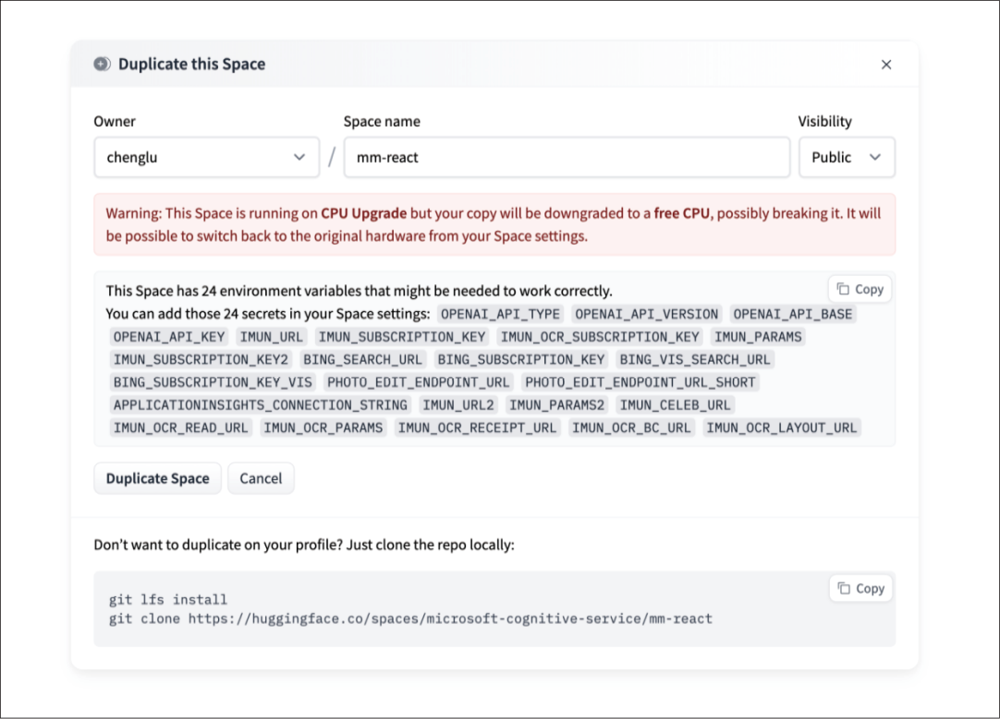 Duplicate this Space
Owner
Space name
Visibility
chenglu
/
mm-react
Public
Warning: This Space is running on CPU Upgrade but your copy will be downgraded to a free CPU, possibly breaking it. It will
be possible to switch back to the original hardware from your Space settings.
This Space has 24 environment variables that might be needed to work correctly.
Copy
You can add those 24 secrets in your Space settings: OPENAI_API_TYPE OPENAI_API_VERSION OPENAI_API_BASE
OPENAI_API_KEY IMUN_URL IMUN_SUBSCRIPTION_KEY IMUN_OCR_SUBSCRIPTION_KEY IMUN_PARAMS
IMUN_SUBSCRIPTION_KEY2 BING_SEARCH_URL BING_SUBSCRIPTION_KEY BING_VIS_SEARCH_URL
BING_SUBSCRIPTION_KEY_VIS PHOTO_EDIT_ENDPOINT_URL PHOTO_EDIT_ENDPOINT_URL_SHORT
APPLICATIONINSIGHTS_CONNECTION_STRING IMUN_URL2 IMUN_PARAMS2 IMUN_CELEB_URL
IMUN_OCR_READ_URL IMUN_OCR_PARAMS IMUN_OCR_RECEIPT_URL IMUN_OCR_BC_URL IMUN_OCR_LAYOUT_URL
Duplicate Space
Cancel
Don’t want to duplicate on your profile? Just clone the repo locally:
Copy
git lfs install
git clone https://huggingface.co/spaces/microsoft-cognitive-service/mm-react